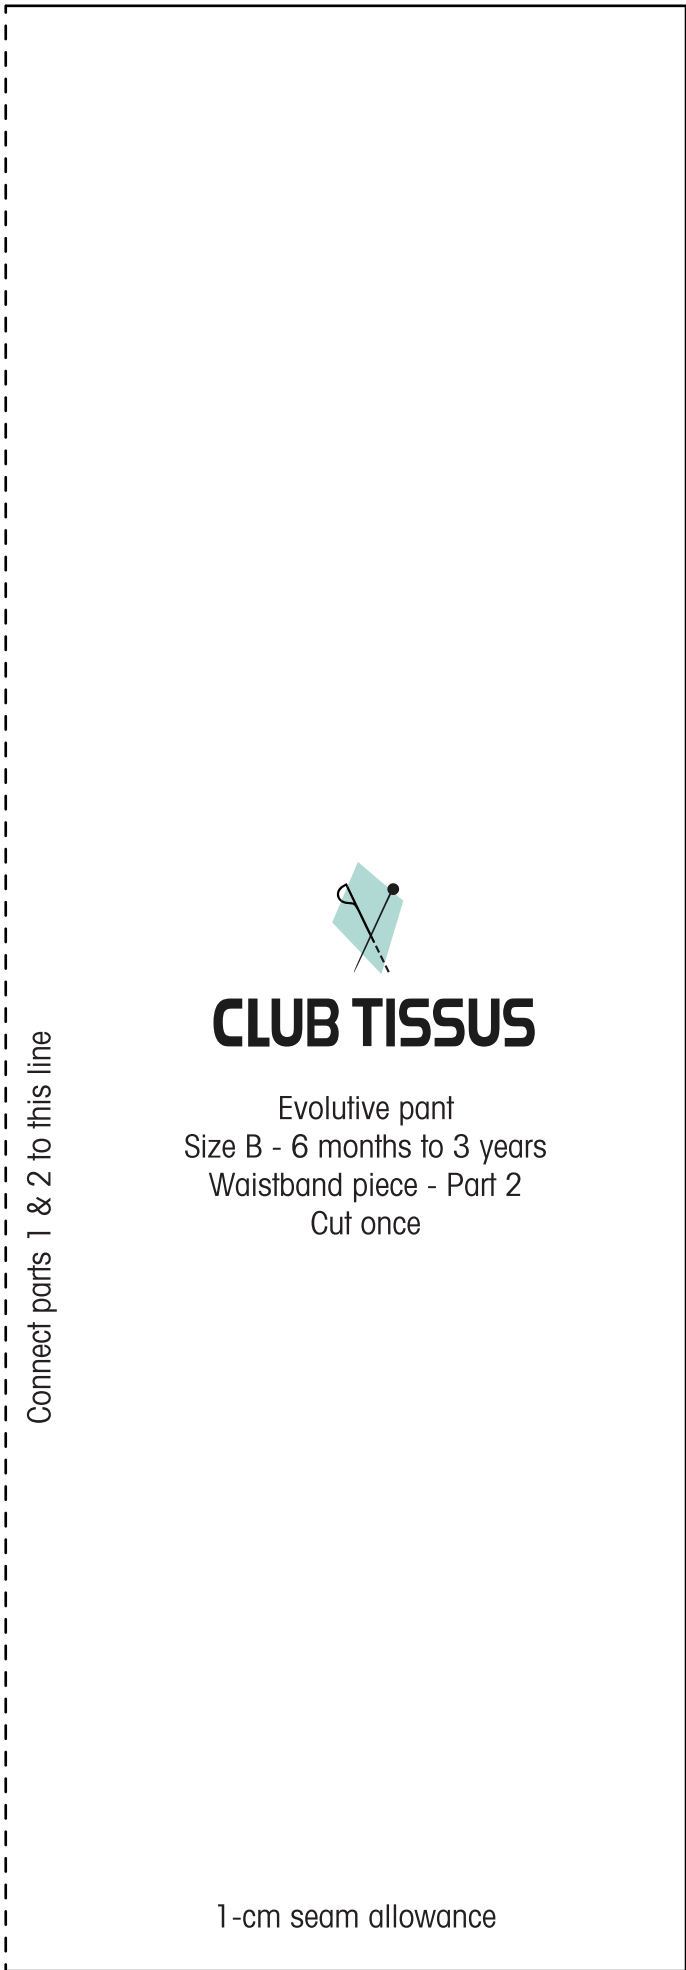 CLUB TISSUS
Evolutive pant
Size B - 6 months to 3 years
Waistband piece - Part 2
Cut once
Connect parts 1 & 2 to this line
1-cm seam allowance